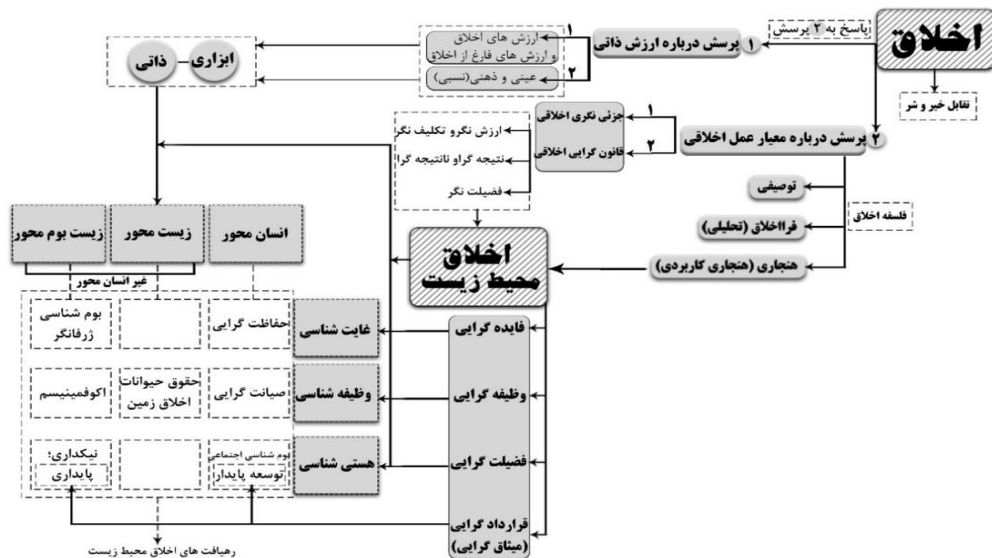 اخلاق
پاسخ به ۲ پرسش
تقابل خیر و شر
۱ پرسش درباره ارزش ذاتی
۱
ارزش های اخلاق
و ارزش های فارغ از اخلاق
۲
عینی و ذهنی(نسبی)
ابزاری – ذاتی
۲ پرسش درباره معیار عمل اخلاقی
۱
جزئی نگری اخلاقی
۲
قانون گرایی اخلاقی
ارزش نگرو تکلیف نگر
نتیجه گراو نانتیجه گرا
فضیلت نگر
فلسفه اخلاق
توصیفی
فرااخلاق (تحلیلی)
هنجاری (هنجاری کاربردی)
اخلاق
محیط زیست
انسان محور
زیست محور
زیست بوم محور
غیر انسان محور
فایده گرایی
غایت شناسی
حفاظت گرایی
بوم شناسی
ژرفانگر
وظیفه گرایی
وظیفه شناسی
صیانت گرایی
حقوق حیوانات
اخلاق زمین
اکوفمینیسم
فضیلت گرایی
هستی شناسی
بوم شناسی اجتماعی
توسعه پایدار
نیکداری؛
پایداری
قرارداد گرایی
(میثاق گرایی)
رهیافت های اخلاق محیط زیست